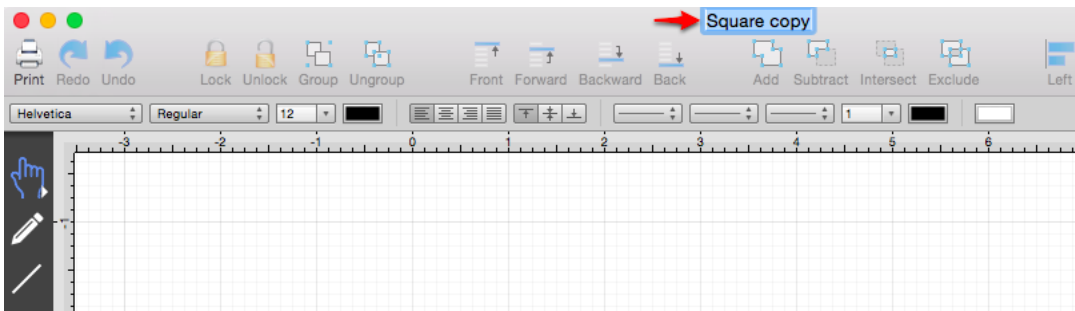 Square copy
Print Redo Undo Lock Unlock Group Ungroup Front Forward Backward Back Add Subtract Intersect Exclude Left
Helvetica Regular 12 1
-3 -2 -1 0 1 2 3 4 5 6
-1